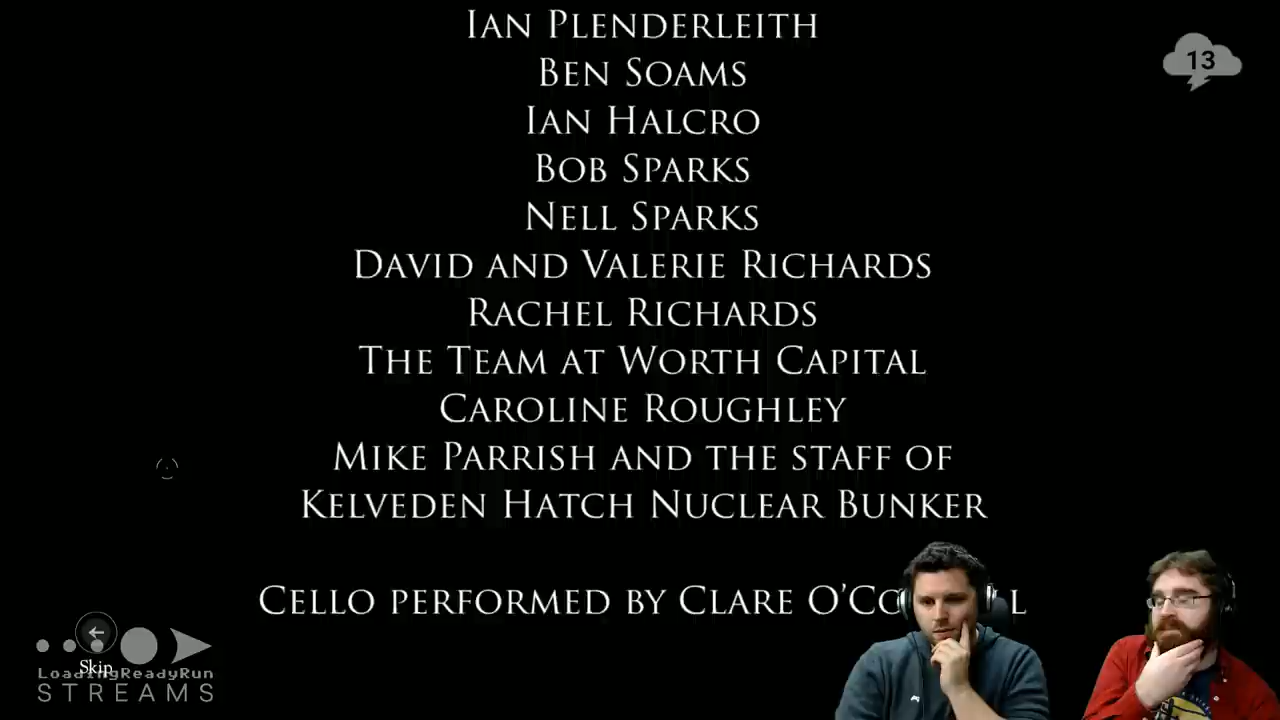 IAN PLENDERLEITH
13
BEN SOAMS
IAN HALCRO
BOB SPARKS
NELL SPARKS
DAVID AND VALERIE RICHARDS
RACHEL RICHARDS
THE TEAM AT WORTH CAPITAL
CAROLINE ROUGHLEY
MIKE PARRISH AND THE STAFF OF
KELVEDEN HATCH NUCLEAR BUNKER
CELLO PERFORMED BY CLARE
Skip
LoadingReadyRun
STREAMS